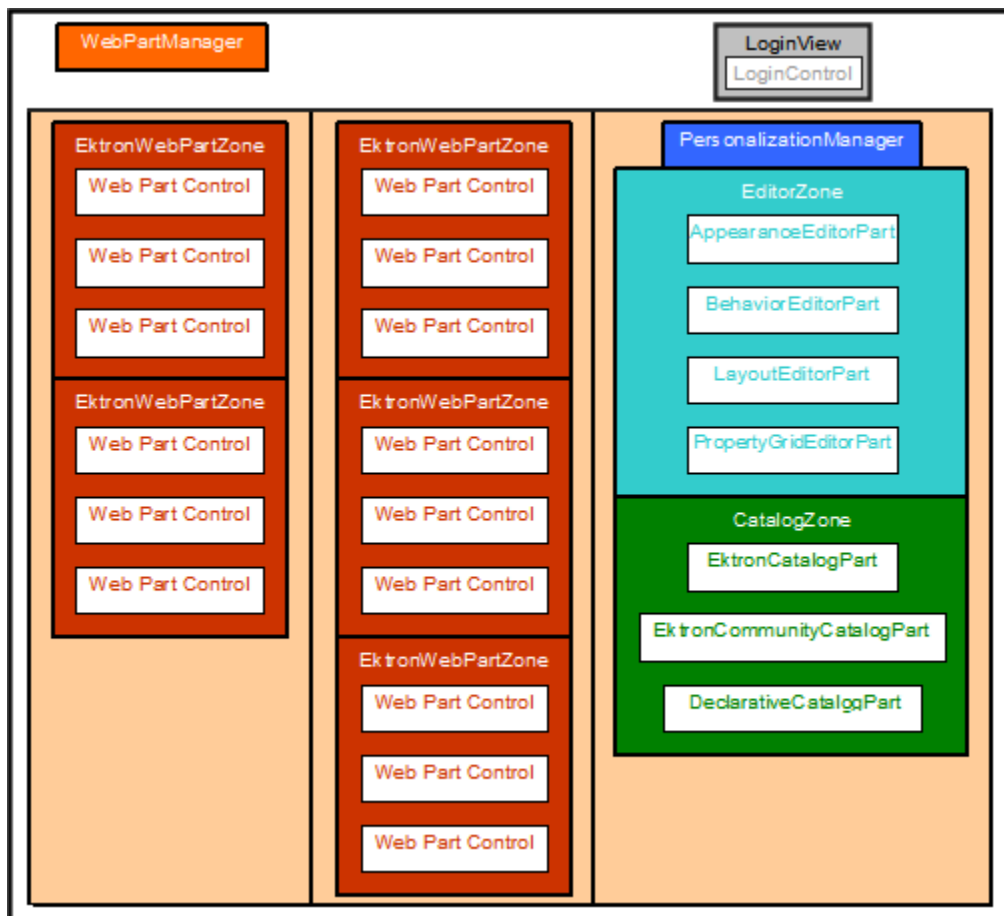 WebPartManager
LoginView
LoginControl
EktronWebPartZone
Web Part Control
Web Part Control
Web Part Control
EktronWebPartZone
Web Part Control
Web Part Control
Web Part Control
EktronWebPartZone
Web Part Control
Web Part Control
Web Part Control
EktronWebPartZone
Web Part Control
Web Part Control
Web Part Control
EktronWebPartZone
Web Part Control
Web Part Control
Web Part Control
PersonalizationManager
EditorZone
AppearanceEditorPart
BehaviorEditorPart
LayoutEditorPart
PropertyGridEditorPart
CatalogZone
EktronCatalogPart
EktronCommunityCatalogPart
DeclarativeCatalogPart